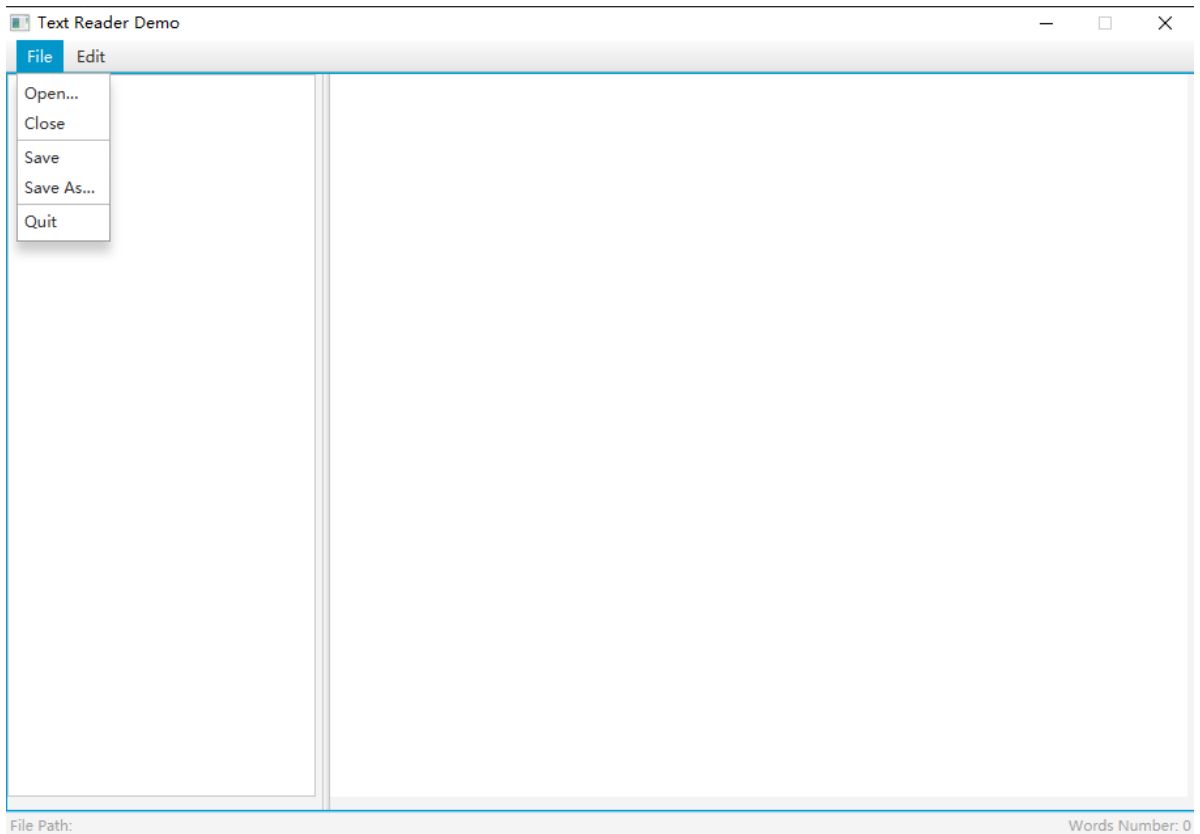 Text Reader Demo
File Edit
Open...
Close
Save
Save As...
Quit
File Path: Words Number: 0